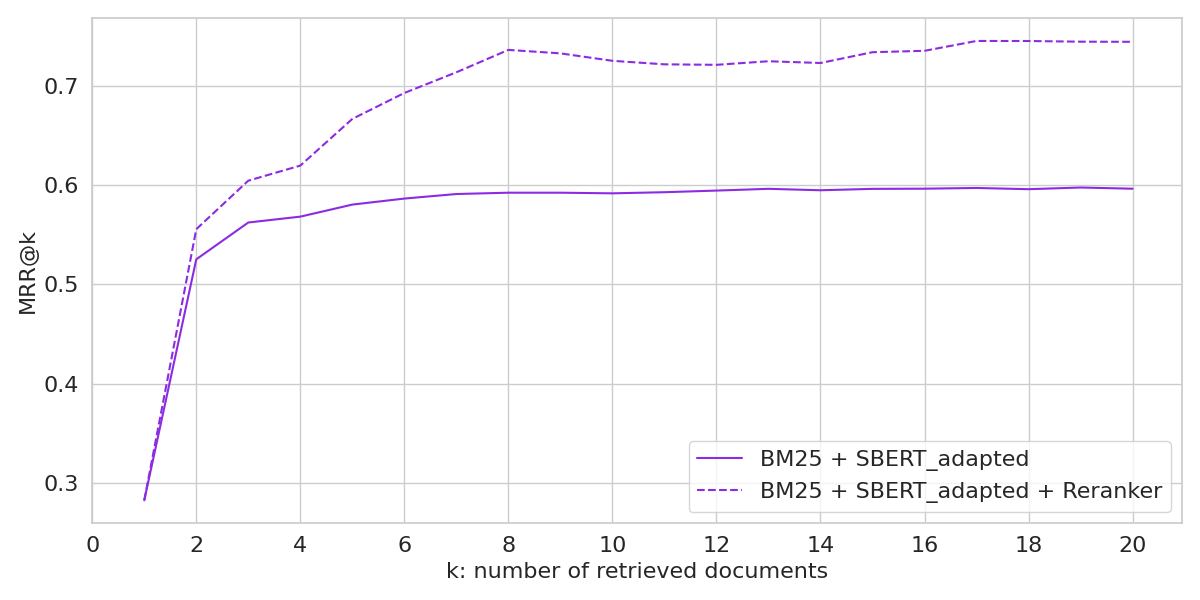 MRR@k
0.7
0.6
0.5
0.4
0.3
0 2 4 6 8 10 12 14 16 18 20
k: number of retrieved documents
BM25 + SBERT_adapted
BM25 + SBERT_adapted + Reranker